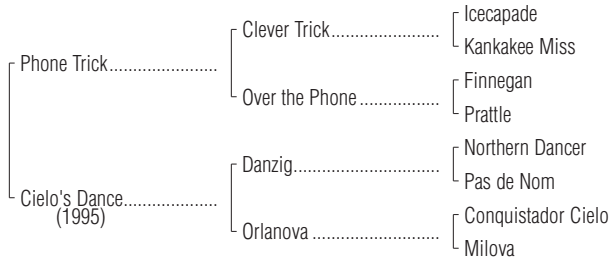 Icecapade
Clever Trick
Kankakee Miss
Phone Trick
Finnegan
Over the Phone
Prattle
Northern Dancer
Danzig
Pas de Nom
Cielo's Dance
(1995)
Conquistador Cielo
Orlanova
Milova